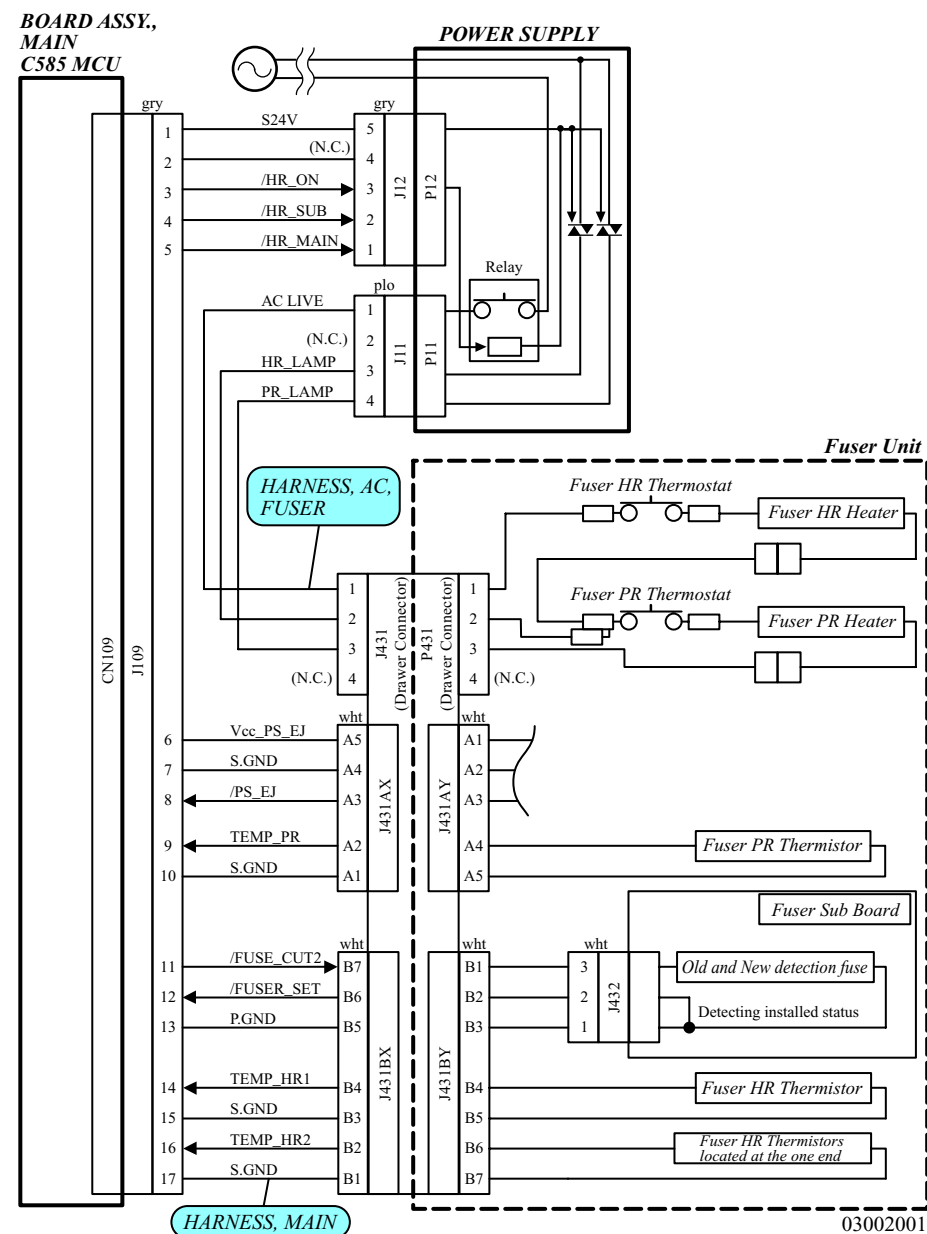 BOARD ASSY.,
MAIN
C585 MCU
POWER SUPPLY
gry
CN109
J109
1
2
3
4
5
S24V
(N.C.)
/HR_ON
/HR_SUB
/HR_MAIN
gry
5
4
3
2
1
J12
P12
Relay
plo
AC LIVE
(N.C.)
HR_LAMP
PR_LAMP
1
2
3
4
J11
P11
Fuser Unit
HARNESS, AC,
FUSER
Fuser HR Thermostat
Fuser HR Heater
Fuser PR Thermostat
Fuser PR Heater
1
2
3
4
(N.C.)
J431
(Drawer Connector)
P431
(Drawer Connector)
1
2
3
4
(N.C.)
wht
wht
6
7
8
9
10
Vcc_PS_EJ
S.GND
/PS_EJ
TEMP_PR
S.GND
A5
A4
A3
A2
A1
J431AX
J431AY
A1
A2
A3
A4
A5
Fuser PR Thermistor
Fuser Sub Board
wht
wht
wht
11
12
13
14
15
16
17
/FUSE_CUT2
/FUSER_SET
P.GND
TEMP_HR1
S.GND
TEMP_HR2
S.GND
B7
B6
B5
B4
B3
B2
B1
J431BX
J431BY
B1
B2
B3
B4
B5
B6
B7
3
2
1
J432
Old and New detection fuse
Detecting installed status
Fuser HR Thermistor
Fuser HR Thermistors
located at the one end
HARNESS, MAIN
03002001